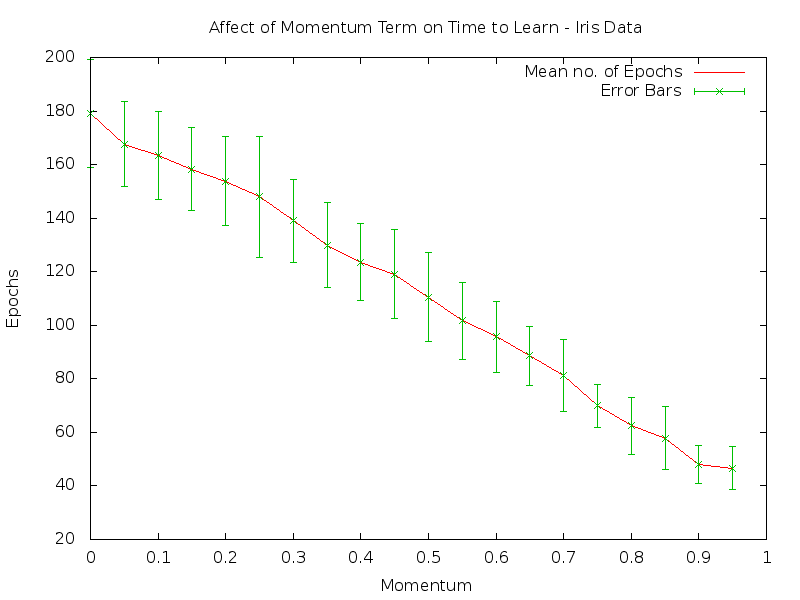 Affect of Momentum Term on Time to Learn - Iris Data
Mean no. of Epochs
Error Bars
200
180
160
140
120
100
80
60
40
20
Epochs
0 0.1 0.2 0.3 0.4 0.5 0.6 0.7 0.8 0.9 1
Momentum